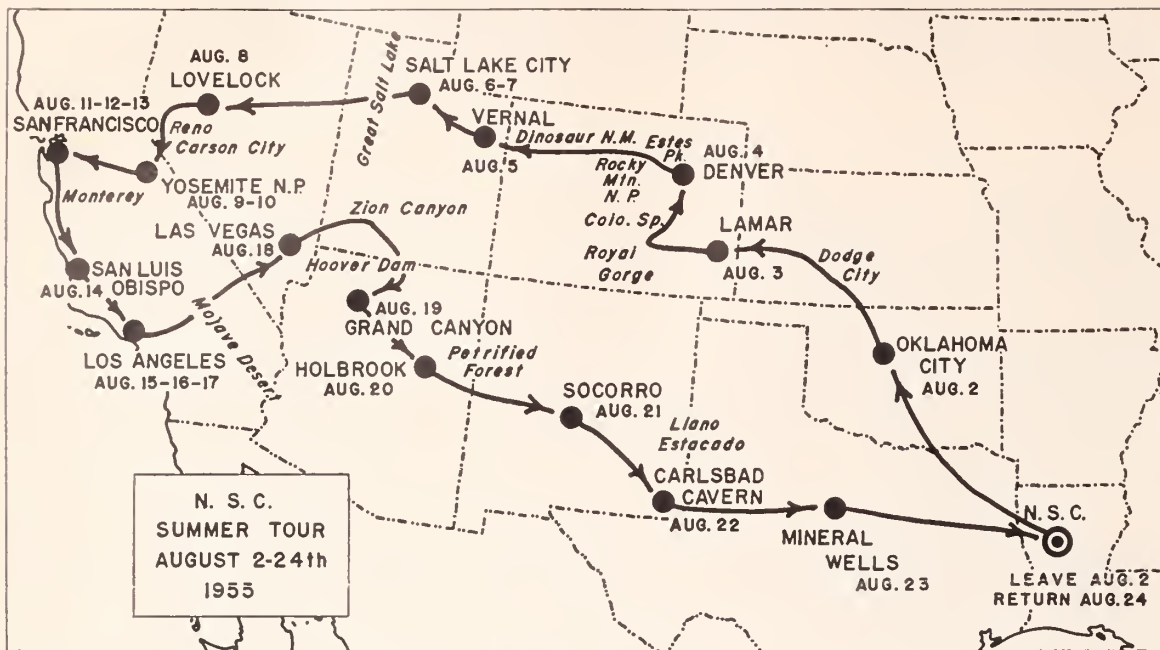 AUG. 8
LOVELOCK
Great Salt Lake
SALT LAKE CITY
AUG. 6-7
AUG. 11-12-13
SAN FRANCISCO
Reno
Carson City
VERNAL
AUG. 5
Dinosaur N.M.
Estes
Pk.
Rocky
Mtn.
N.P.
AUG. 4
DENVER
Monterey
YOSEMITE N.P.
AUG. 9-10
Zion Canyon
Colo. Sp.
LAMAR
AUG. 3
LAS VEGAS
AUG. 18
Royal
Gorge
Dodge
City
Hoover Dam
SAN LUIS
OBISPO
AUG. 14
Mojave Desert
AUG. 19
GRAND CANYON
LOS ANGELES
AUG. 15-16-17
HOLBROOK
AUG. 20
Petrified
Forest
OKLAHOMA
CITY
AUG. 2
SOCORRO
AUG. 21
Llano
Estacado
CARLSBAD
CAVERN
AUG. 22
N. S. C.
SUMMER TOUR
AUGUST 2-24th
1955
MINERAL
WELLS
AUG. 23
N. S. C.
LEAVE AUG. 2
RETURN AUG. 24